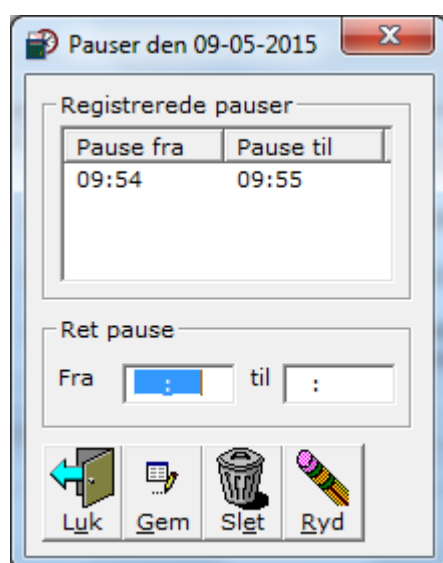 Pauser den 09-05-2015
Registrerede pauser
Pause fra Pause til
09:54 09:55
Ret pause
Fra : til :
Luk Gem Slet Ryd